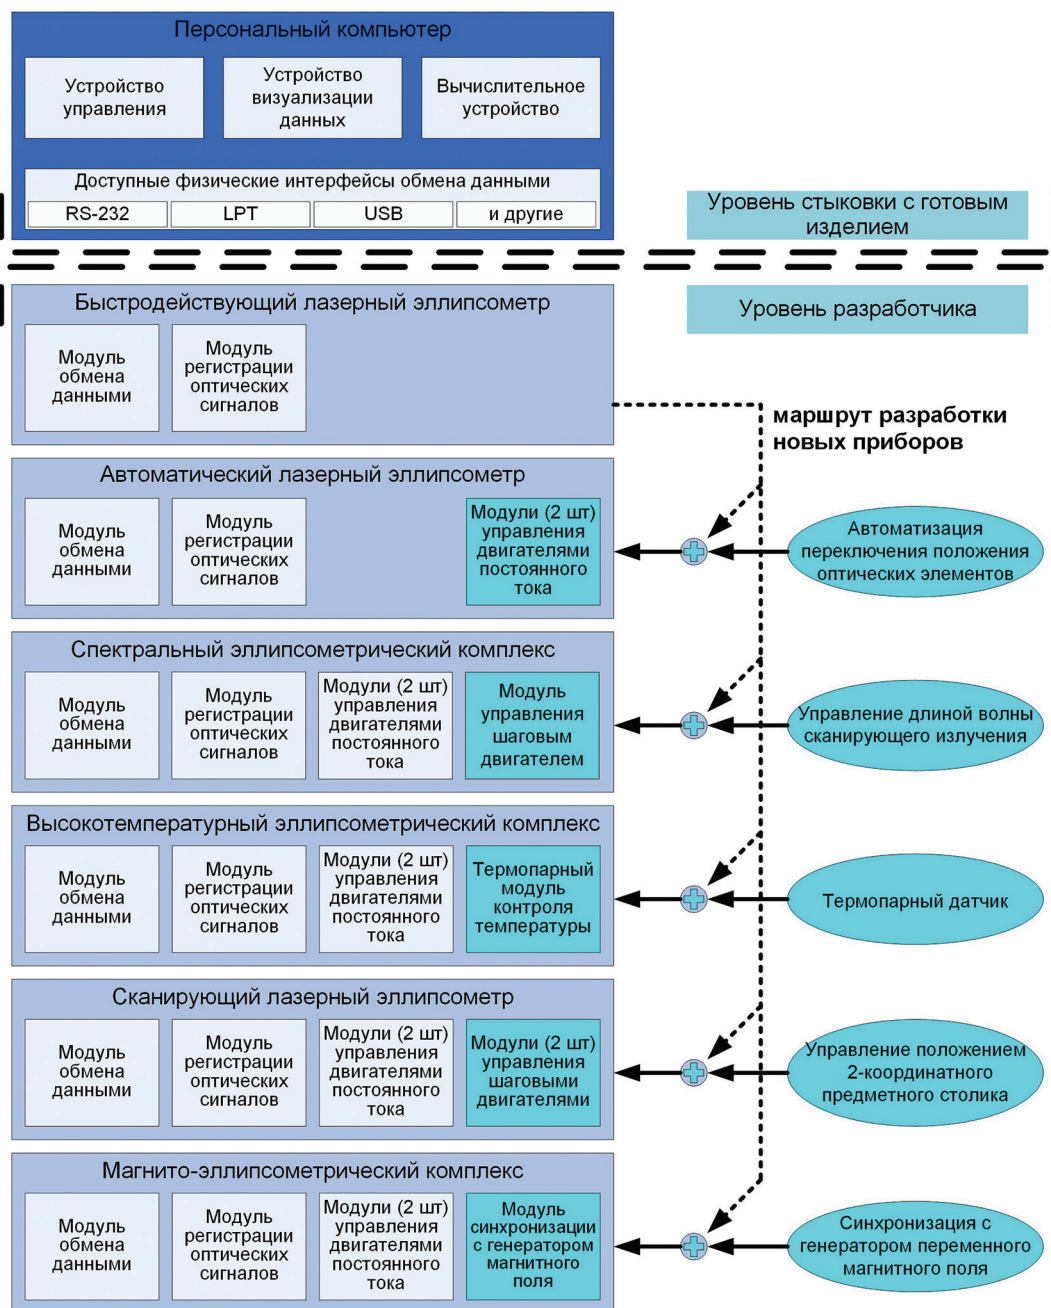 Персональный компьютер
Устройство
управления
Устройство
визуализации
данных
Вычислительное
устройство
Доступные физические интерфейсы обмена данными
RS-232
LPT
USB
и другие
Уровень стыковки с готовым
изделием
Быстродействующий лазерный эллипсометр
Модуль
обмена
данными
Модуль
регистрации
оптических
сигналов
Уровень разработчика
маршрут разработки
новых приборов
Автоматический лазерный эллипсометр
Модуль
обмена
данными
Модуль
регистрации
оптических
сигналов
Модули (2 шт)
управления
двигателями
постоянного
тока
Автоматизация
переключения положения
оптических элементов
Спектральный эллипсометрический комплекс
Модуль
обмена
данными
Модуль
регистрации
оптических
сигналов
Модули (2 шт)
управления
двигателями
постоянного
тока
Модуль
управления
шаговым
двигателем
Управление длиной волны
сканирующего излучения
Высокотемпературный эллипсометрический комплекс
Модуль
обмена
данными
Модуль
регистрации
оптических
сигналов
Модули (2 шт)
управления
двигателями
постоянного
тока
Термопарный
модуль
контроля
температуры
Термопарный датчик
Сканирующий лазерный эллипсометр
Модуль
обмена
данными
Модуль
регистрации
оптических
сигналов
Модули (2 шт)
управления
двигателями
постоянного
тока
Модули (2 шт)
управления
шаговыми
двигателями
Управление положением
2-координатного
предметного столика
Магнито-эллипсометрический комплекс
Модуль
обмена
данными
Модуль
регистрации
оптических
сигналов
Модули (2 шт)
управления
двигателями
постоянного
тока
Модуль
синхронизации
с генератором
магнитного
поля
Синхронизация с
генератором переменного
магнитного поля